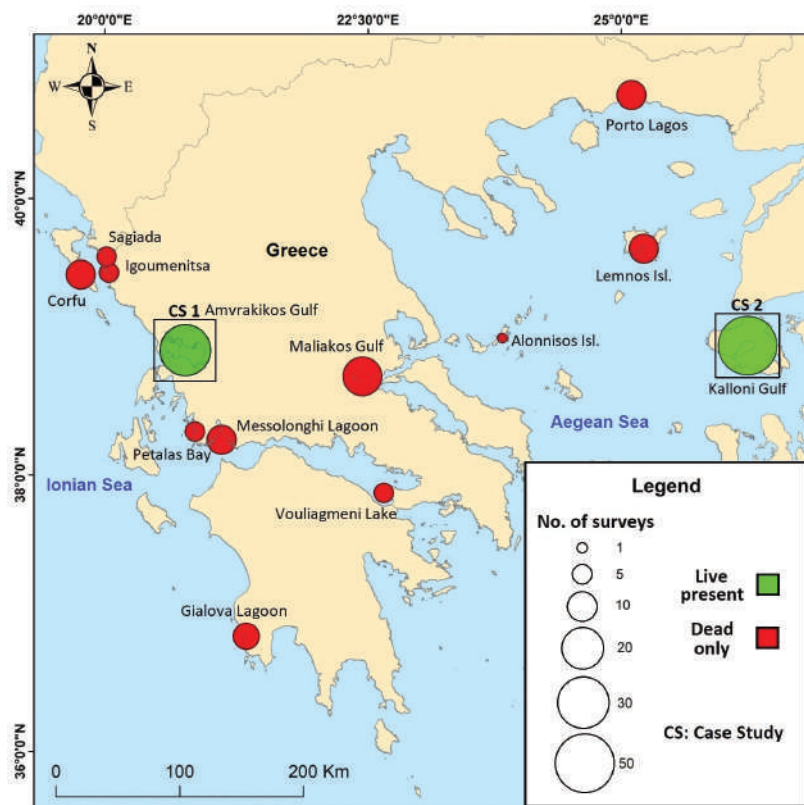 20°0'0"E
22°30'0"E
25°0'0"E
N
W E
S
Porto Lagos
40°0'0"N
Sagiada
Greece
Igoumenitsa
Lemnos Isl.
Corfu
CS 1 Amvrakikos Gulf
CS 2
Maliakos Gulf
Alonnisos Isl.
Kalloni Gulf
Messolonghi Lagoon
Aegean Sea
Petalas Bay
38°0'0"N
Ionian Sea
Vouliagmeni Lake
Gialova Lagoon
36°0'0"N
0 100 200 Km
Legend
No. of surveys
1
5
10
20
30
50
Live
present
Dead
only
CS: Case Study